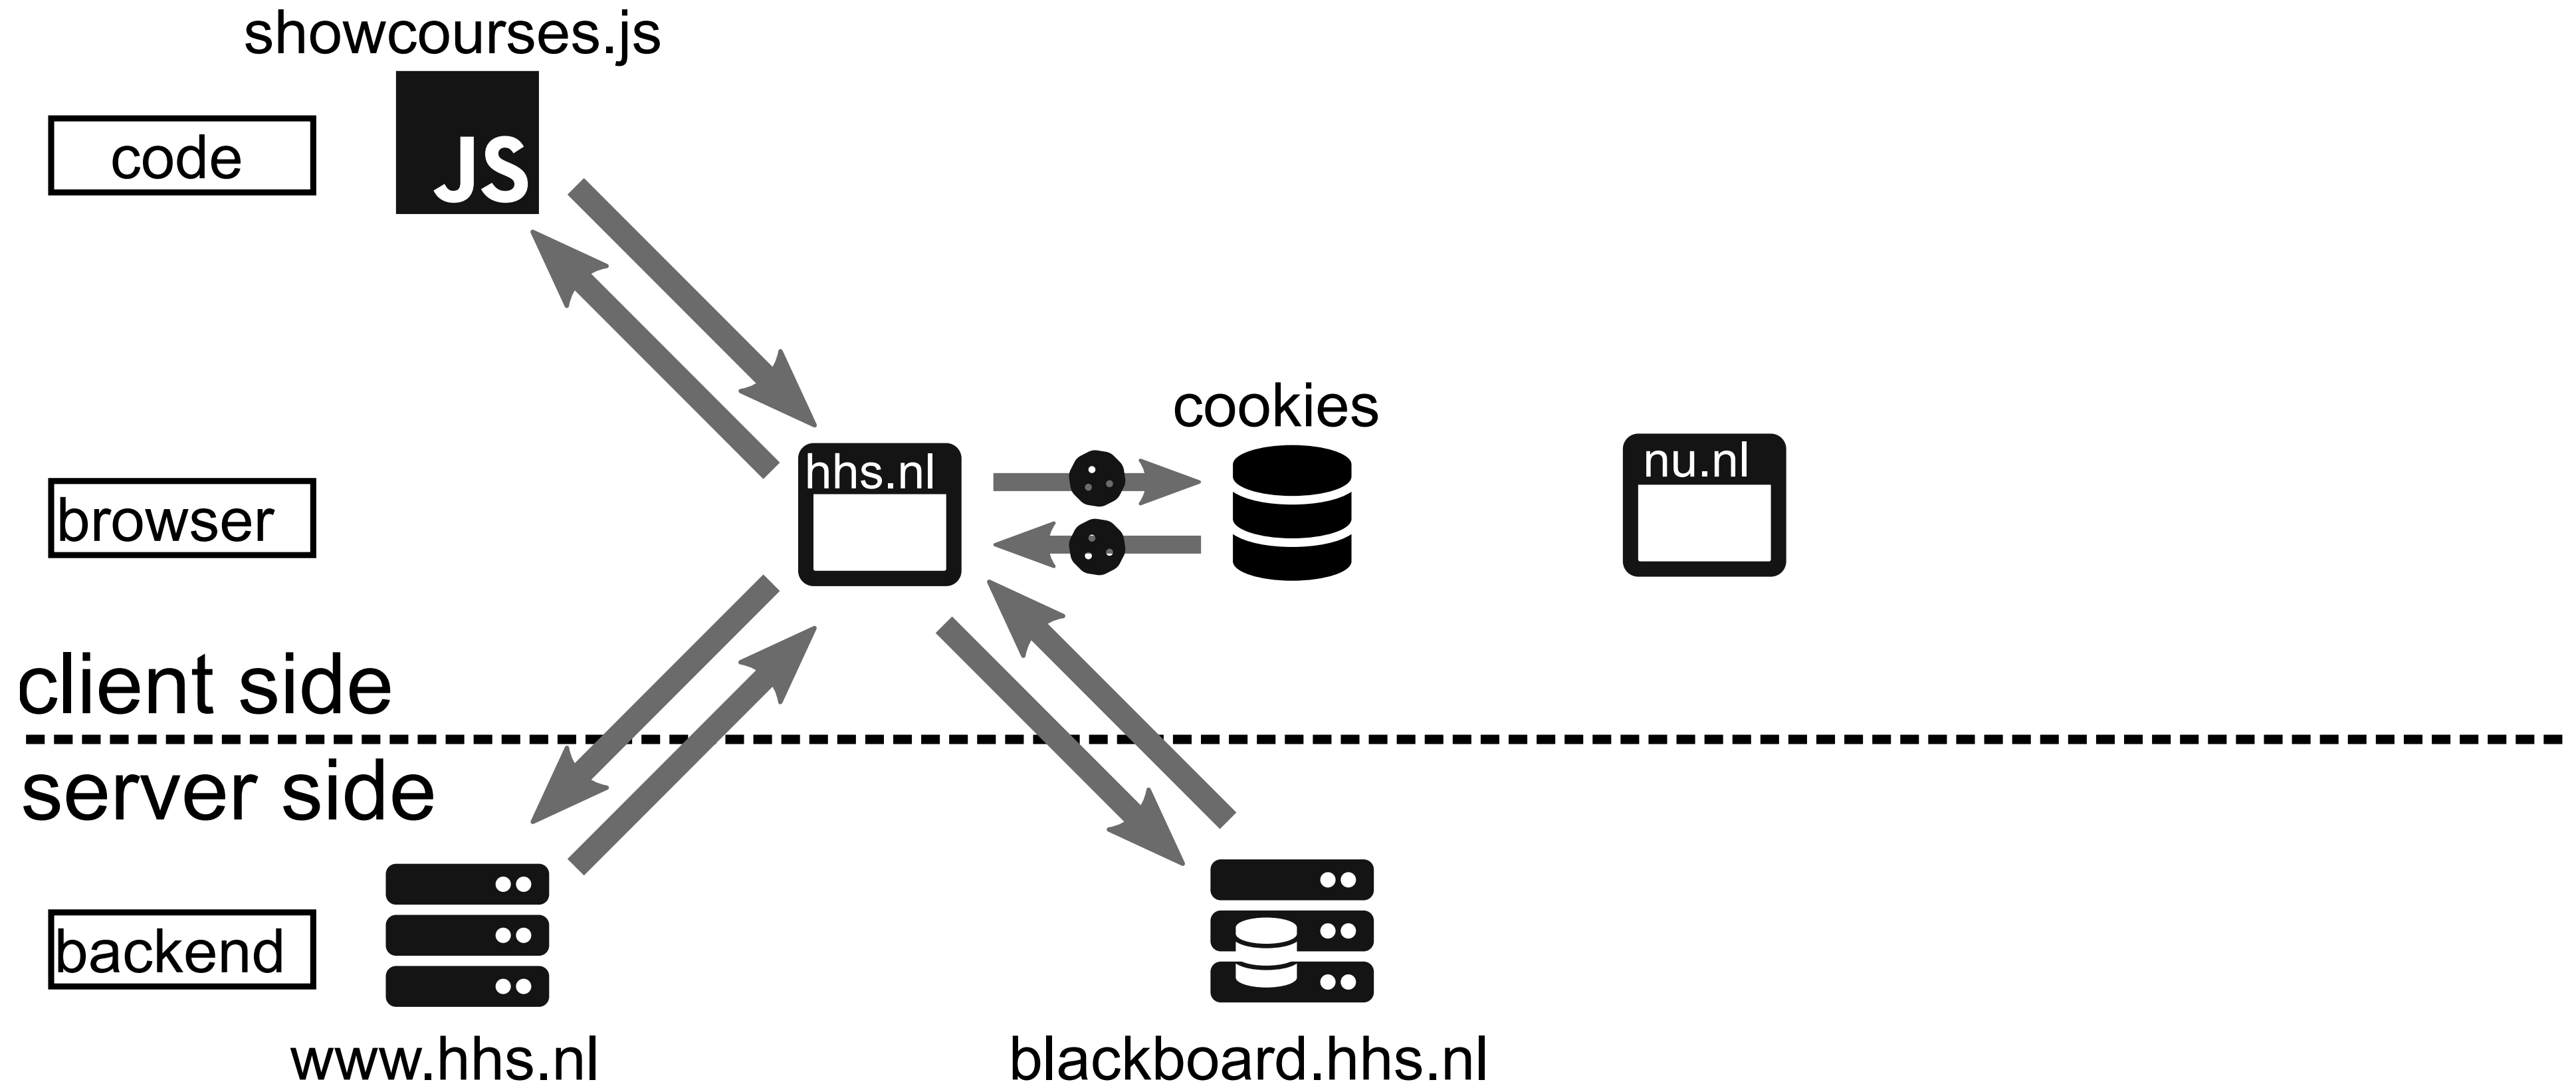 showcourses.js
code
JS
cookies
hhs.nl
nu.nl
browser
client side
server side
backend
www.hhs.nl
blackboard.hhs.nl